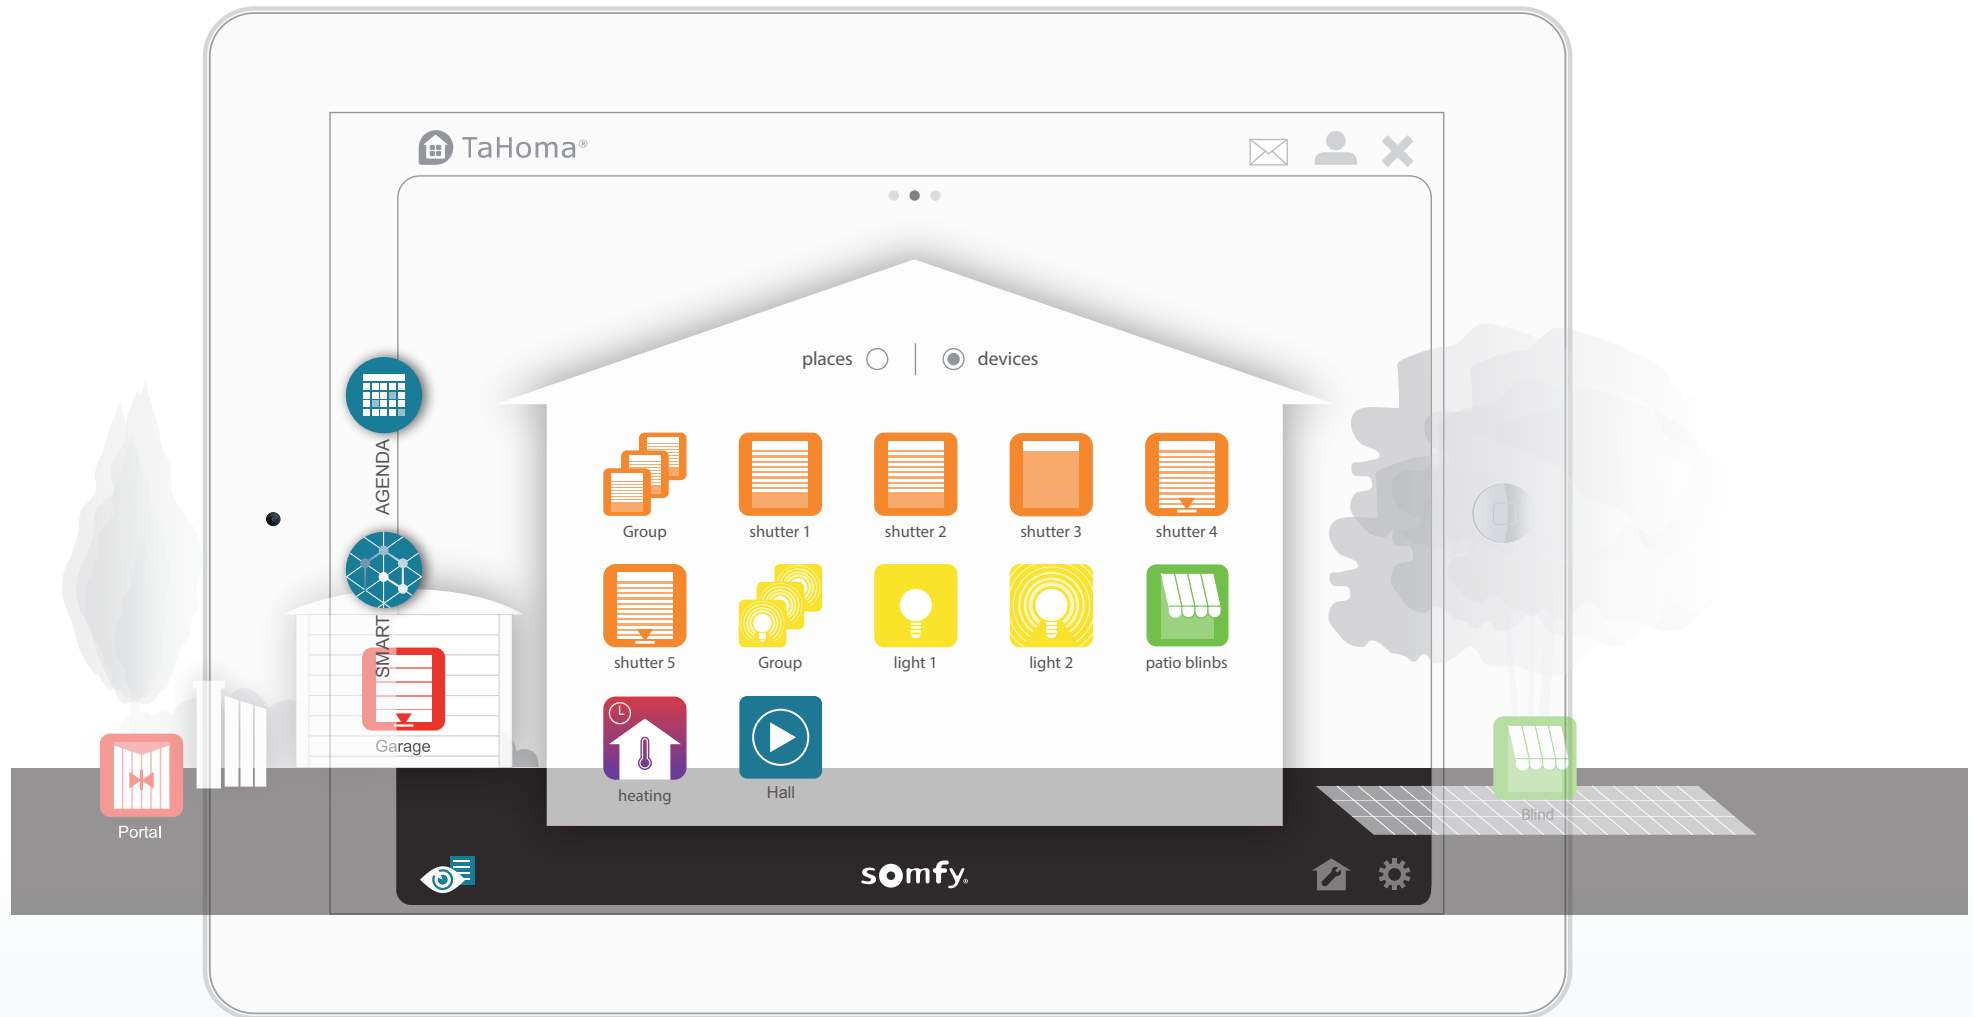 TaHoma®
places
devices
AGENDA
SMART
Group
shutter 1
shutter 2
shutter 3
shutter 4
shutter 5
Group
light 1
light 2
patio blinbs
heating
Hall
Garage
Portal
Blind
somfy®